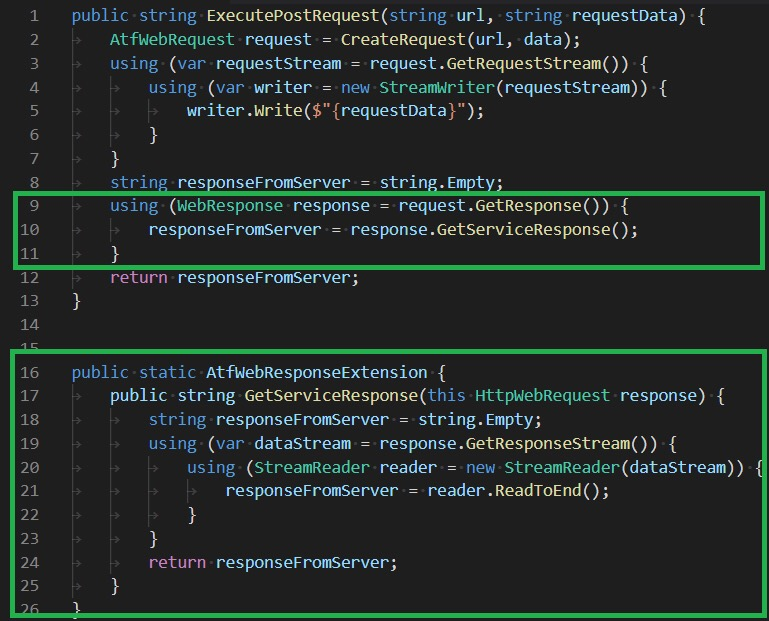 1 public string ExecutePostRequest(string url, string requestData) {
2 AtfWebRequest request = CreateRequest(url, data);
3 using (var requestStream = request.GetRequestStream()) {
4 using (var writer = new StreamWriter(requestStream)) {
5 writer.Write($"{requestData}");
6 }
7 }
8 string responseFromServer = string.Empty;
9 using (WebResponse response = request.GetResponse()) {
10 responseFromServer = response.GetServiceResponse();
11 }
12 return responseFromServer;
13 }
14
15
16 public static AtfWebResponseExtension {
17 public string GetServiceResponse(this HttpWebRequest response) {
18 string responseFromServer = string.Empty;
19 using (var dataStream = response.GetResponseStream()) {
20 using (StreamReader reader = new StreamReader(dataStream)) {
21 responseFromServer = reader.ReadToEnd();
22 }
23 }
24 return responseFromServer;
25 }
26 }